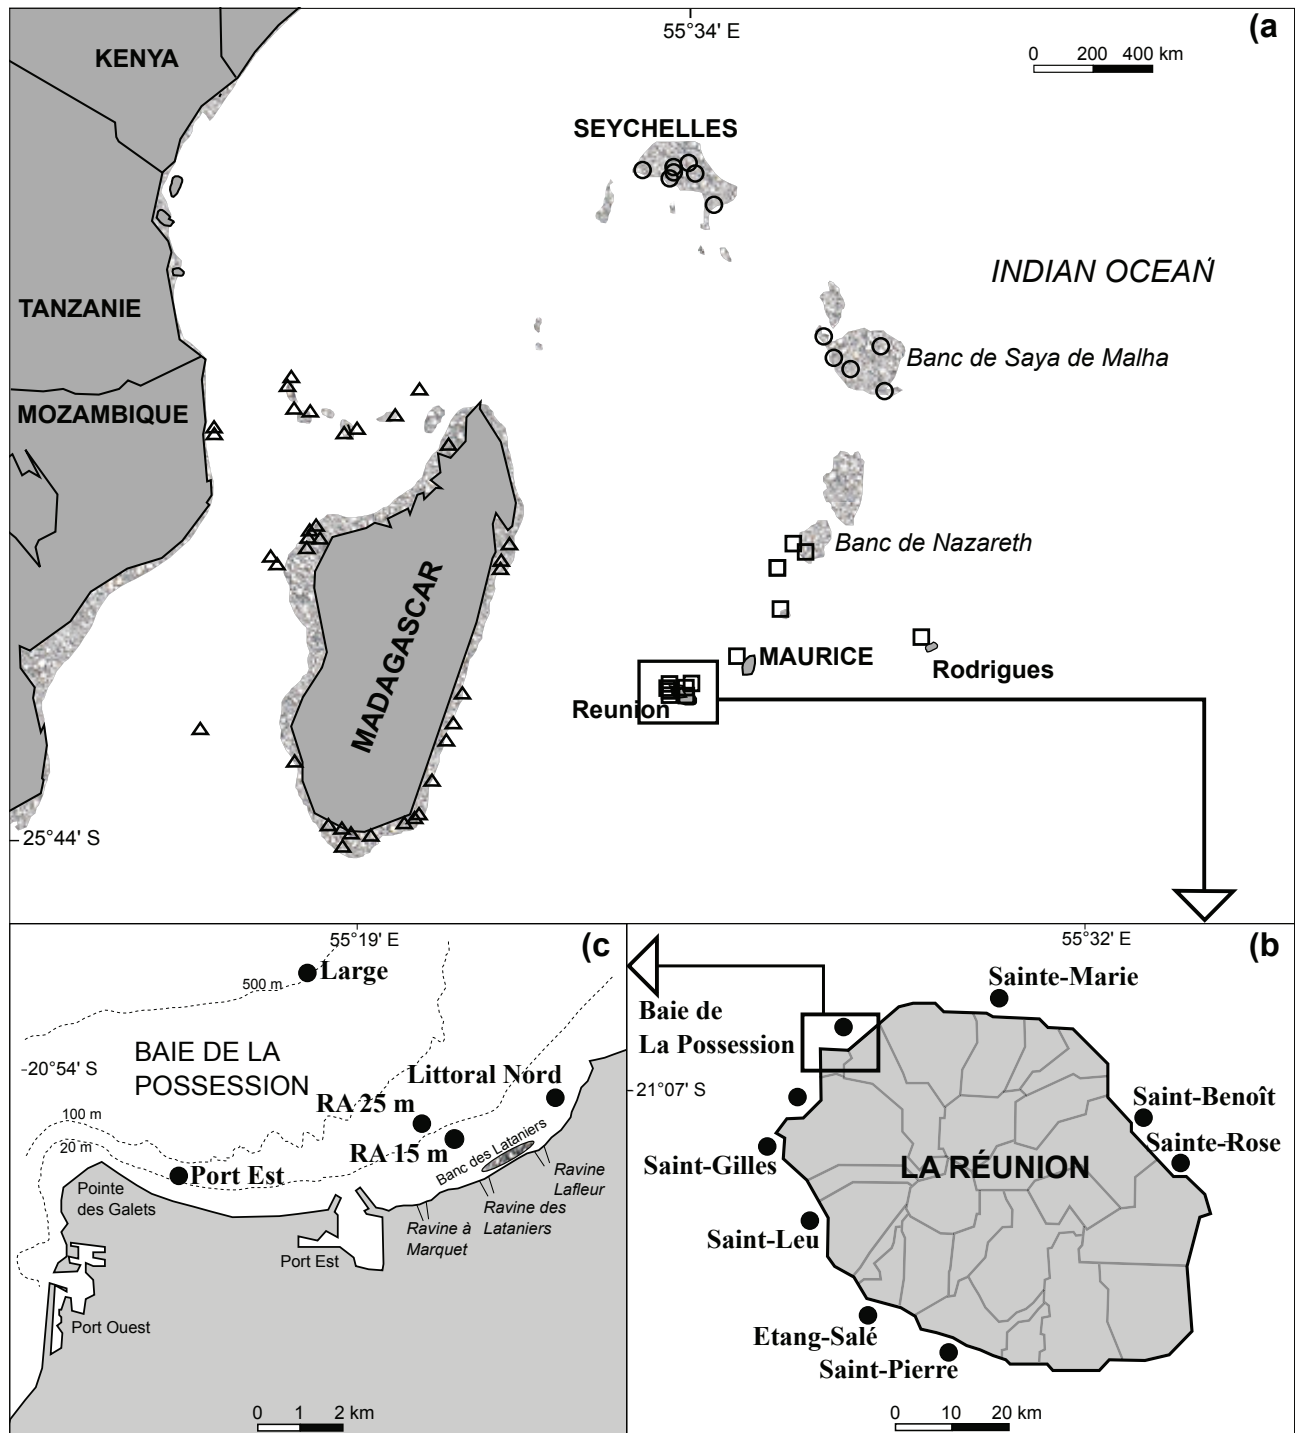 55°34' E
(a
KENYA
0 200 400 km
SEYCHELLES
INDIAN OCEAN
TANZANIE
Banc de Saya de Malha
MOZAMBIQUE
Banc de Nazareth
MADAGASCAR
MAURICE
Rodrigues
Reunion
25°44' S
55°19' E
(c
Large
500 m
BAIE DE LA
POSSESSION
20°54' S
Littoral Nord
RA 25 m
100 m
20 m
RA 15 m
Banc des Lataniers
Port Est
Pointe
des Galets
Ravine
Lafleur
Ravine des
Lataniers
Ravine à
Marquet
Port Est
Port Ouest
0 1 2 km
55°32' E
(b
Sainte-Marie
Baie de
La Possession
21°07' S
Saint-Benoît
Sainte-Rose
Saint-Gilles
LA RÉUNION
Saint-Leu
Etang-Salé
Saint-Pierre
0 10 20 km